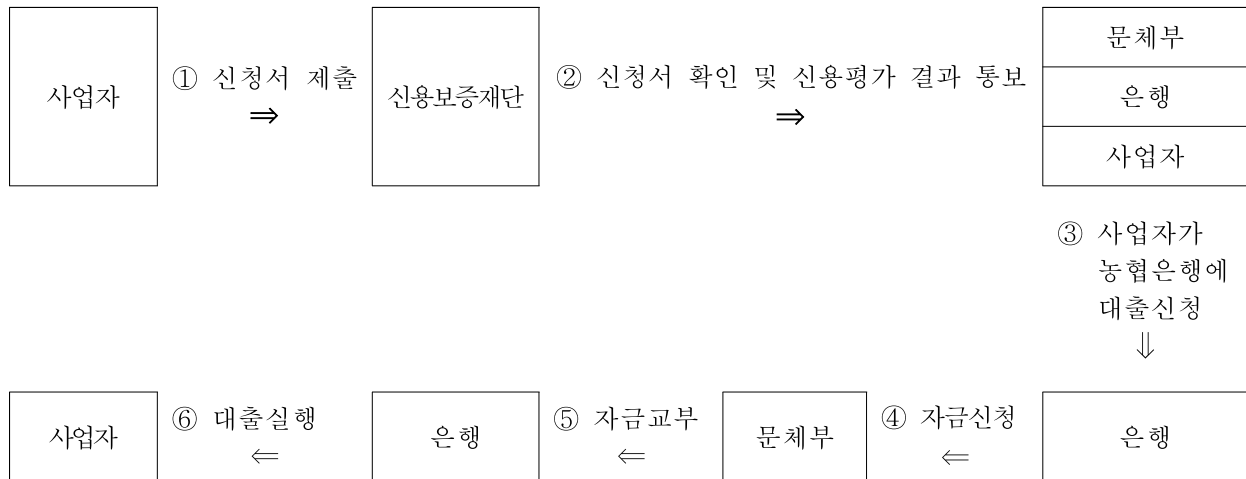 사업자
① 신청서 제출
⇒
신용보증재단
② 신청서 확인 및 신용평가 결과 통보
⇒
문체부
은행
사업자
③ 사업자가
농협은행에
대출신청
⇓
사업자
⑥ 대출실행
⇐
은행
⑤ 자금교부
⇐
문체부
④ 자금신청
⇐
은행